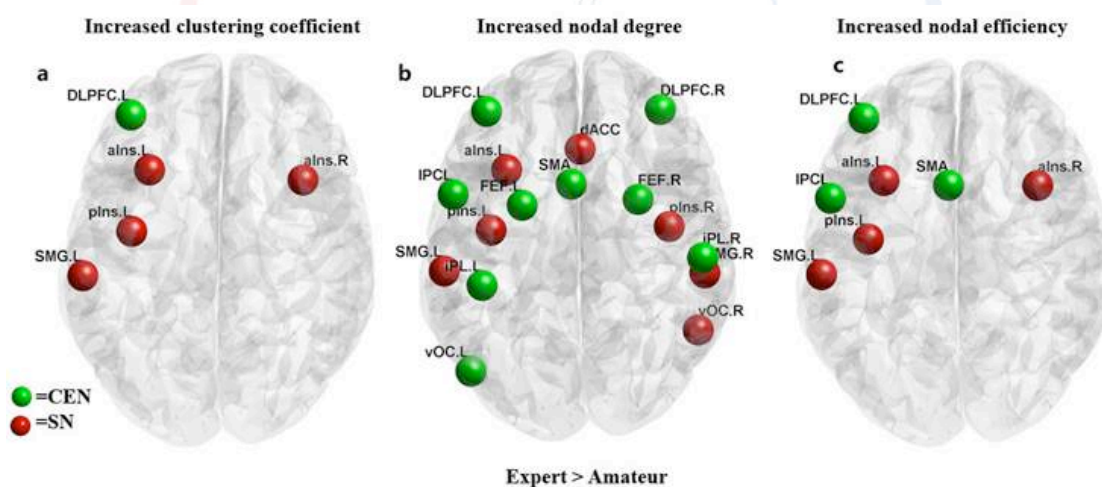 Increased clustering coefficient
Increased nodal degree
Increased nodal efficiency
a
DLPFC.L
aIns.L
aIns.R
pIns.L
SMG.L
b
DLPFC.L
DLPFC.R
dACC
aIns.L
SMA
IPCL
FEF.L
FEF.R
pIns.L
pIns.R
iPL.R
MG.R
SMG.L
iPL.L
vOC.R
vOC.L
c
DLPFC.L
aIns.L
SMA
aIns.R
IPCL
pIns.L
SMG.L
=CEN
=SN
Expert > Amateur